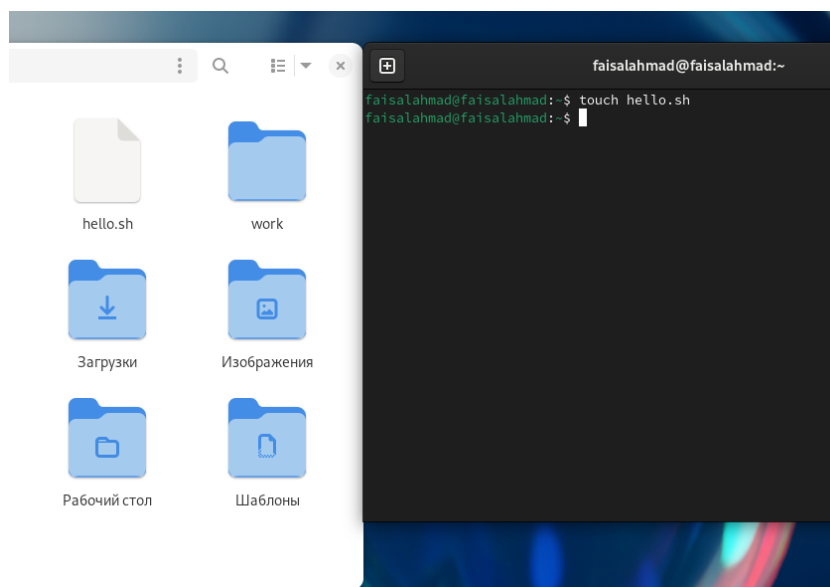 hello.sh
work
Загрузки
Изображения
Рабочий стол
Шаблоны
faisalahmad@faisalahmad:~
faisalahmad@faisalahmad:~$ touch hello.sh
faisalahmad@faisalahmad:~$